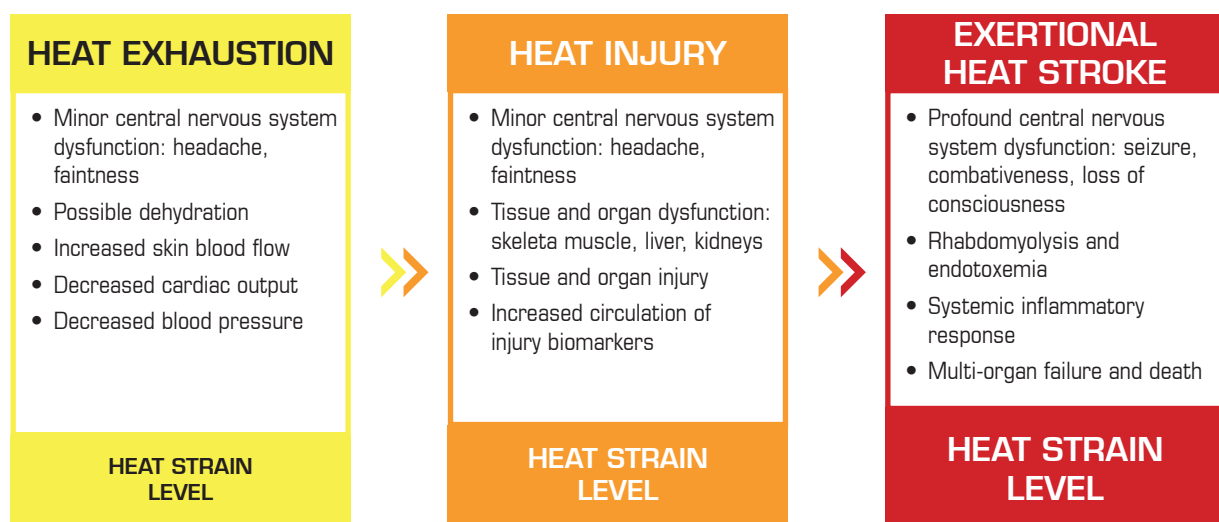 HEAT EXHAUSTION
• Minor central nervous system
dysfunction: headache,
faintness
• Possible dehydration
• Increased skin blood flow
• Decreased cardiac output
• Decreased blood pressure
HEAT STRAIN
LEVEL
HEAT INJURY
• Minor central nervous system
dysfunction: headache,
faintness
• Tissue and organ dysfunction:
skeleta muscle, liver, kidneys
• Tissue and organ injury
• Increased circulation of
injury biomarkers
HEAT STRAIN
LEVEL
EXERTIONAL
HEAT STROKE
• Profound central nervous
system dysfunction: seizure,
combativeness, loss of
consciousness
• Rhabdomyolysis and
endotoxemia
• Systemic inflammatory
response
• Multi-organ failure and death
HEAT STRAIN
LEVEL